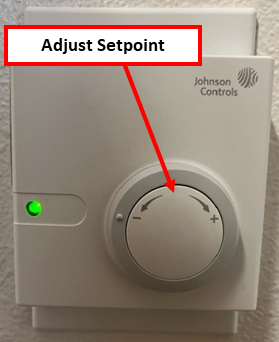 Adjust Setpoint
Johnson
Controls
− +